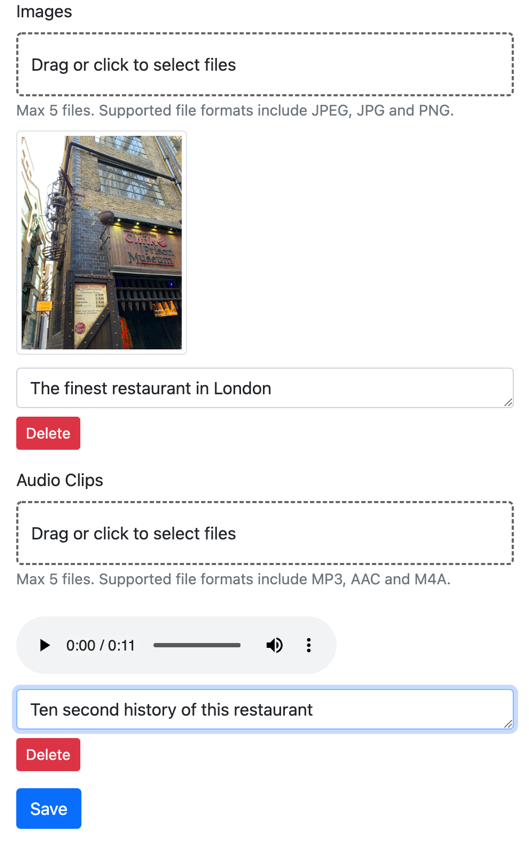 Images
Drag or click to select files
Max 5 files. Supported file formats include JPEG, JPG and PNG.
Clink
Prison
Museum
The finest restaurant in London
Delete
Audio Clips
Drag or click to select files
Max 5 files. Supported file formats include MP3, AAC and M4A.
0:00 / 0:11
Ten second history of this restaurant
Delete
Save